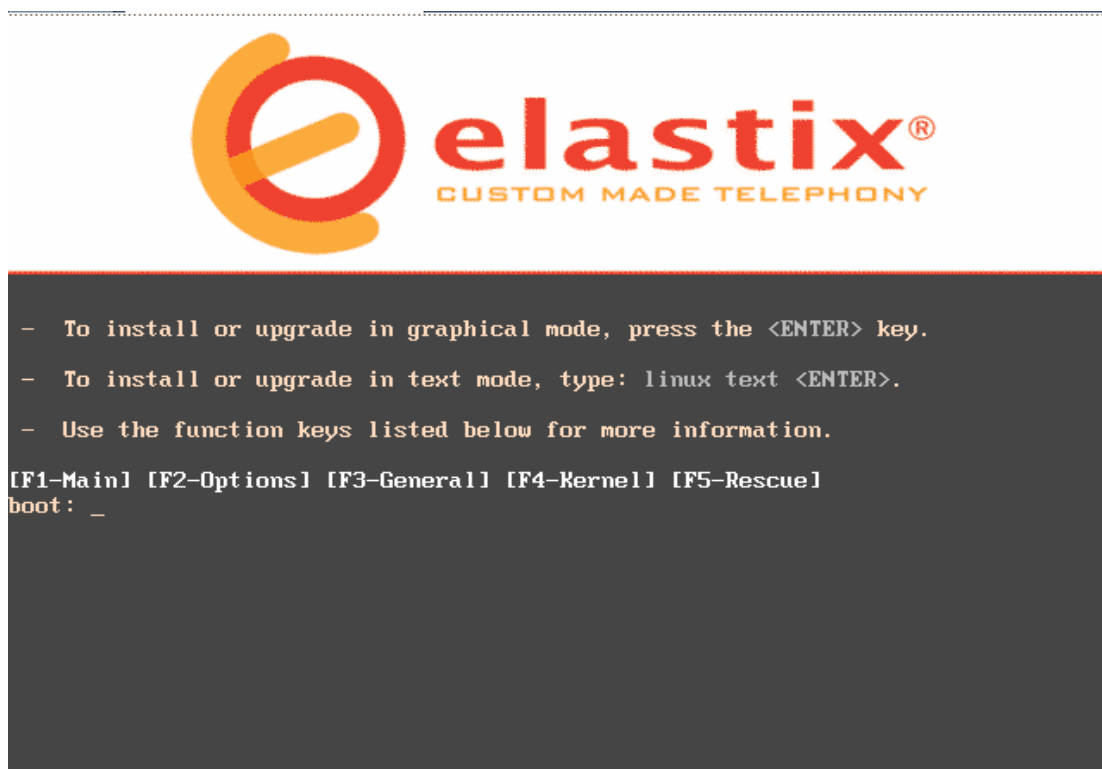 elastix®
CUSTOM MADE TELEPHONY
- To install or upgrade in graphical mode, press the <ENTER> key.
- To install or upgrade in text mode, type: linux text <ENTER>.
- Use the function keys listed below for more information.
[F1-Main] [F2-Options] [F3-General] [F4-Kernel] [F5-Rescue]
boot: _